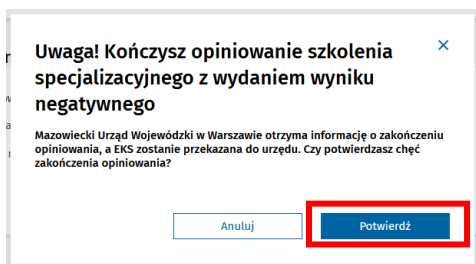 Uwaga! Kończysz opiniowanie szkolenia
specjalizacyjnego z wydaniem wyniku
negatywnego
Mazowiecki Urząd Wojewódzki w Warszawie otrzyma informację o zakończeniu
opiniowania, a EKS zostanie przekazana do urzędu. Czy potwierdzasz chęć
zakończenia opiniowania?
Anuluj Potwierdź